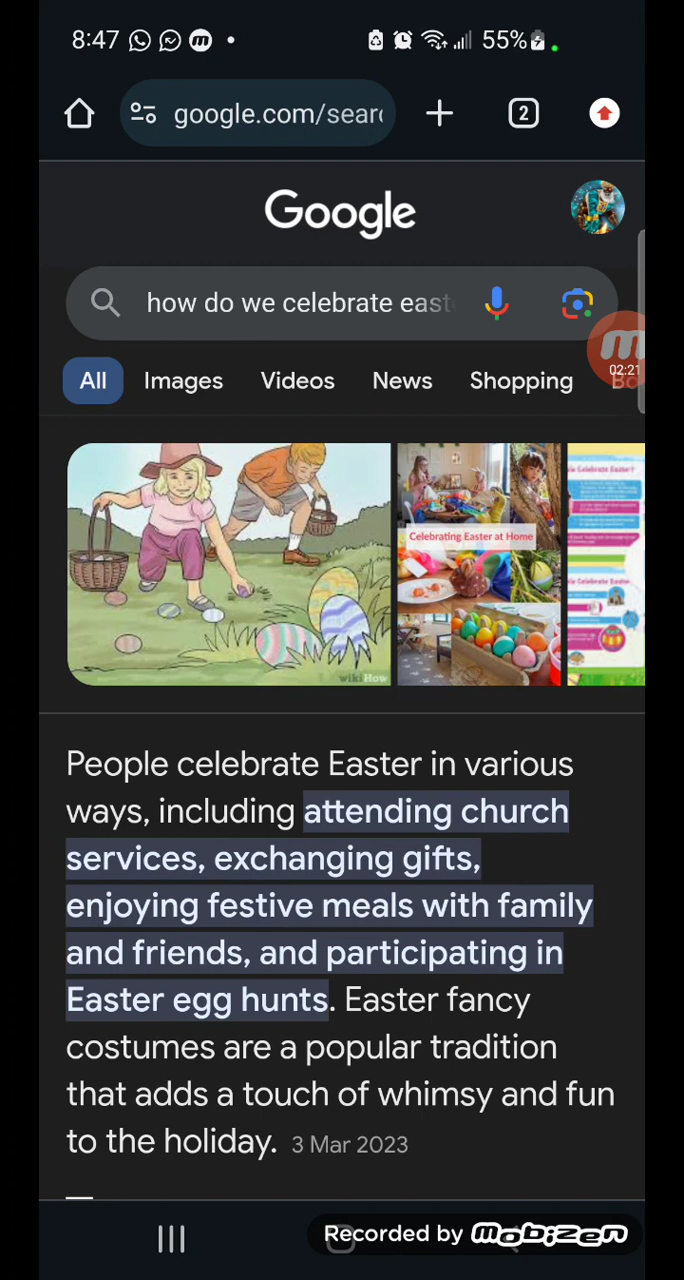 8:47
55%
google.com/sear
2
Google
how do we celebrate east
02:21
All Images Videos News Shopping
Celebrating Easter at Home
wikiHow
People celebrate Easter in various
ways, including attending church
services, exchanging gifts,
enjoying festive meals with family
and friends, and participating in
Easter egg hunts. Easter fancy
costumes are a popular tradition
that adds a touch of whimsy and fun
to the holiday. 3 Mar 2023
Recorded by mobizen